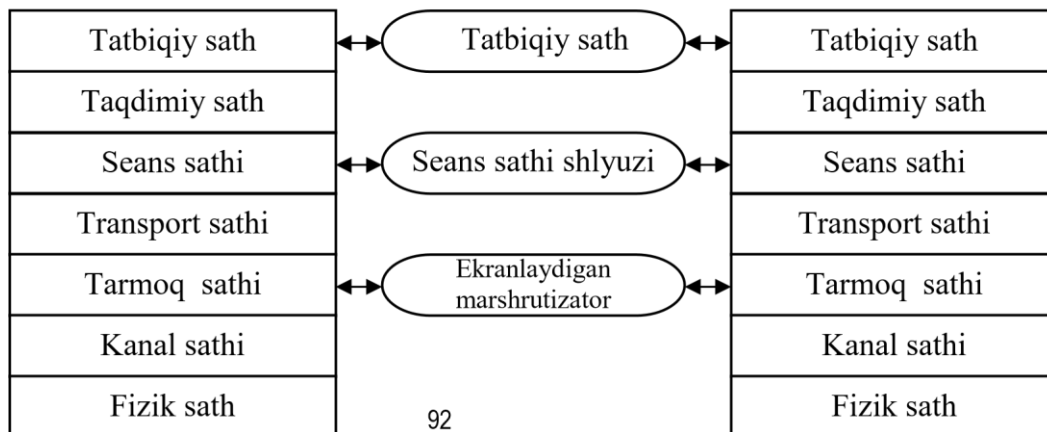 Tatbiqiy sath
Taqdimiy sath
Seans sathi
Transport sathi
Tarmoq sathi
Kanal sathi
Fizik sath
Tatbiqiy sath
Seans sathi shlyuzi
Ekranlaydigan
marshrutizator
Tatbiqiy sath
Taqdimiy sath
Seans sathi
Transport sathi
Tarmoq sathi
Kanal sathi
Fizik sath
92